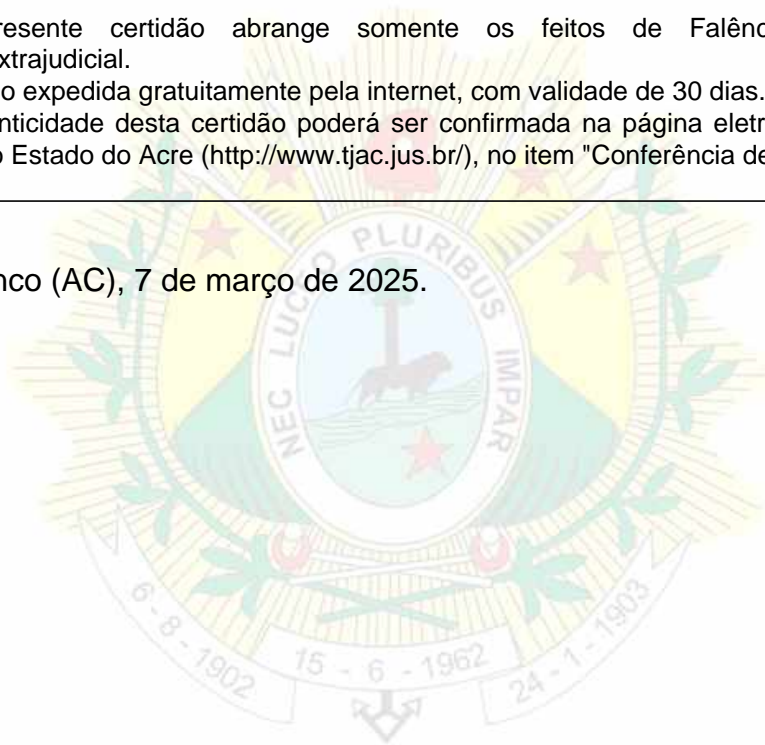 resente certidão abrange somente os feitos de Falênc
xtrajudicial.
o expedida gratuitamente pela internet, com validade de 30 dias.
nticidade desta certidão poderá ser confirmada na página eletr
o Estado do Acre (http://www.tjac.jus.br/), no item "Conferência de
nco (AC), 7 de março de 2025.
NEC LUCEO PLURIBUS IMPAR
6 - 8 - 1902
15 - 6 - 1962
24 - 1 - 1903